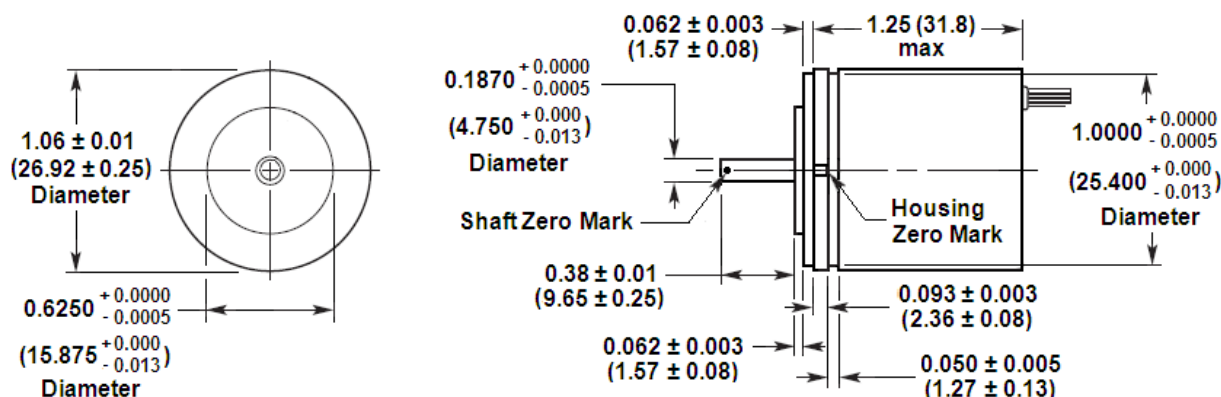 1.06 ± 0.01
(26.92 ± 0.25)
Diameter
0.6250 + 0.0000
- 0.0005
(15.875 + 0.000
- 0.013)
Diameter
0.062 ± 0.003
(1.57 ± 0.08)
1.25 (31.8)
max
0.1870 + 0.0000
- 0.0005
(4.750 + 0.000
- 0.013)
Diameter
Shaft Zero Mark
0.38 ± 0.01
(9.65 ± 0.25)
0.062 ± 0.003
(1.57 ± 0.08)
Housing
Zero Mark
0.093 ± 0.003
(2.36 ± 0.08)
0.050 ± 0.005
(1.27 ± 0.13)
1.0000 + 0.0000
- 0.0005
(25.400 + 0.000
- 0.013)
Diameter